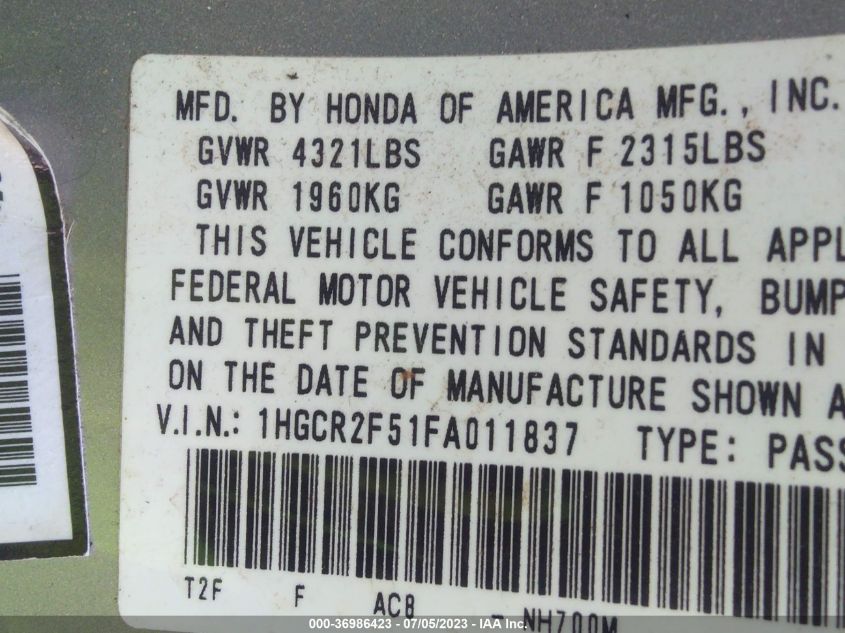 MFD. BY HONDA OF AMERICA MFG., INC.
GVWR 4321LBS GAWR F 2315LBS
GVWR 1960KG GAWR F 1050KG
THIS VEHICLE CONFORMS TO ALL APPL
FEDERAL MOTOR VEHICLE SAFETY, BUMP
AND THEFT PREVENTION STANDARDS IN
ON THE DATE OF MANUFACTURE SHOWN A
V.I.N.: 1HGCR2F51FA011837 TYPE: PASS
T2F F AC8 - NH700M
000-36986423 - 07/05/2023 - IAA Inc.